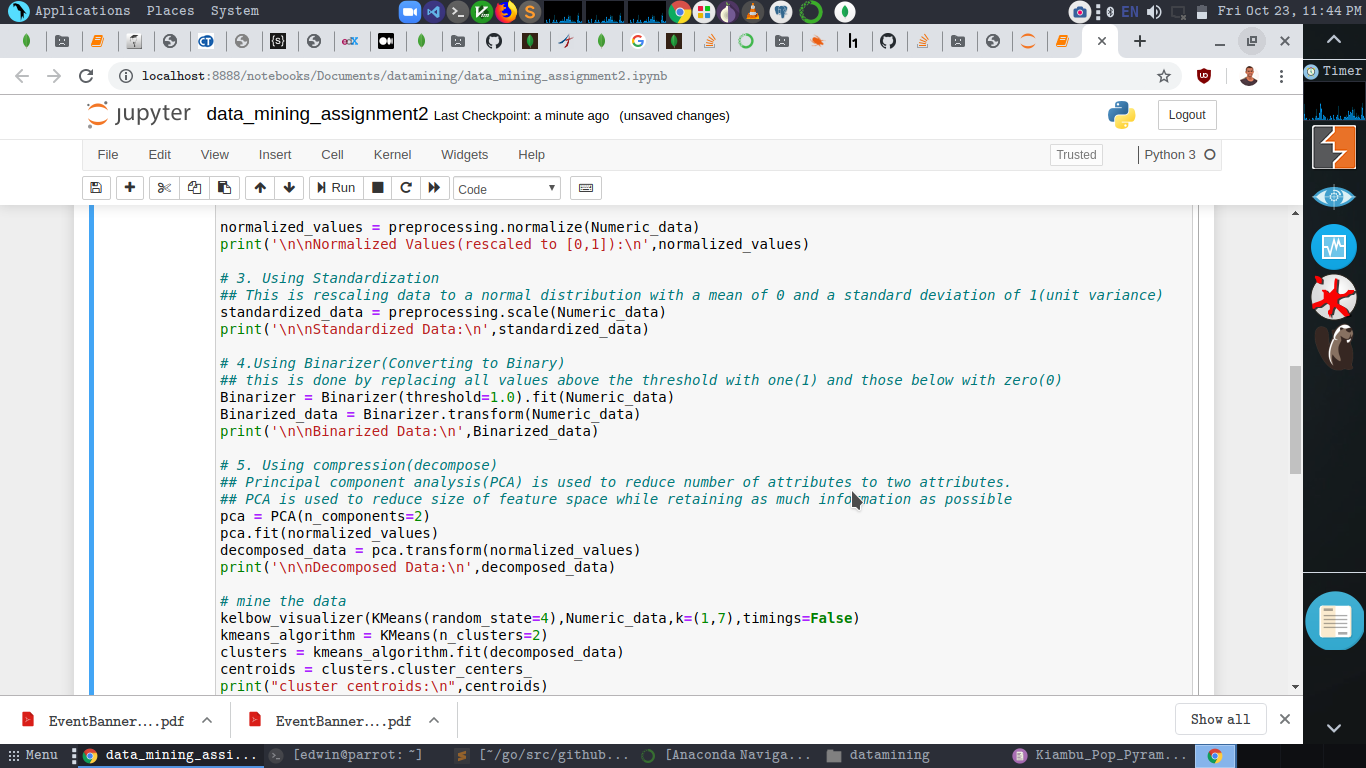 Applications Places System
EN Fri Oct 23, 11:44 PM
Timer
localhost:8888/notebooks/Documents/datamining/data_mining_assignment2.ipynb
jupyter data_mining_assignment2 Last Checkpoint: a minute ago (unsaved changes)
Logout
File Edit View Insert Cell Kernel Widgets Help
Trusted Python 3
Run Code
normalized_values = preprocessing.normalize(Numeric_data)
print('\n\nNormalized Values(rescaled to [0,1]):\n',normalized_values)
# 3. Using Standardization
## This is rescaling data to a normal distribution with a mean of 0 and a standard deviation of 1(unit variance)
standardized_data = preprocessing.scale(Numeric_data)
print('\n\nStandardized Data:\n',standardized_data)
# 4.Using Binarizer(Converting to Binary)
## this is done by replacing all values above the threshold with one(1) and those below with zero(0)
Binarizer = Binarizer(threshold=1.0).fit(Numeric_data)
Binarized_data = Binarizer.transform(Numeric_data)
print('\n\nBinarized Data:\n',Binarized_data)
# 5. Using compression(decompose)
## Principal component analysis(PCA) is used to reduce number of attributes to two attributes.
## PCA is used to reduce size of feature space while retaining as much information as possible
pca = PCA(n_components=2)
pca.fit(normalized_values)
decomposed_data = pca.transform(normalized_values)
print('\n\nDecomposed Data:\n',decomposed_data)
# mine the data
kelbow_visualizer(KMeans(random_state=4),Numeric_data,k=(1,7),timings=False)
kmeans_algorithm = KMeans(n_clusters=2)
clusters = kmeans_algorithm.fit(decomposed_data)
centroids = clusters.cluster_centers_
print("cluster centroids:\n",centroids)
EventBanner....pdf EventBanner....pdf Show all
Menu data_mining_assi... [edwin@parrot: ~] [~/go/src/github... [Anaconda Naviga... datamining Kiambu_Pop_Pyram...